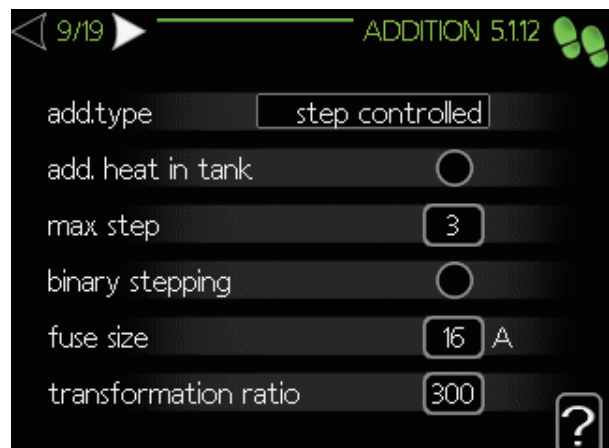 9/19 ADDITION 5.1.12
add.type step controlled
add. heat in tank
max step 3
binary stepping
fuse size 16 A
transformation ratio 300
?